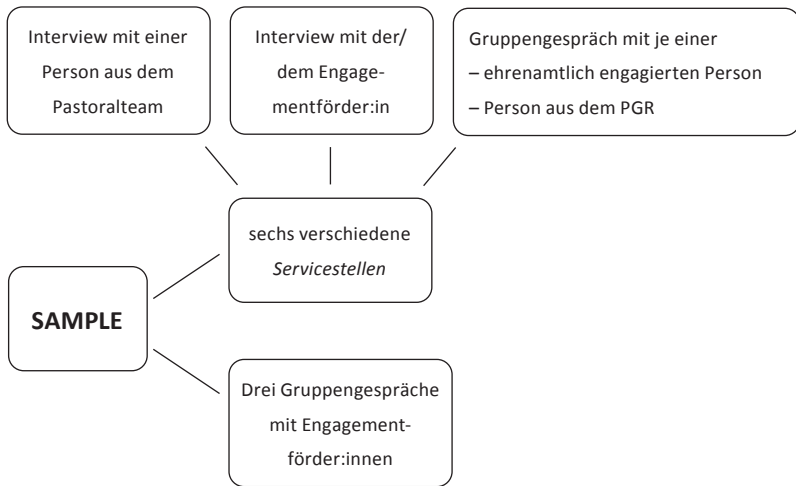 Interview mit einer
Person aus dem
Pastoralteam
Interview mit der/
dem Engage-
mentförder:in
Gruppengespräch mit je einer
– ehrenamtlich engagierten Person
– Person aus dem PGR
sechs verschiedene
Servicestellen
SAMPLE
Drei Gruppengespräche
mit Engagement-
förder:innen